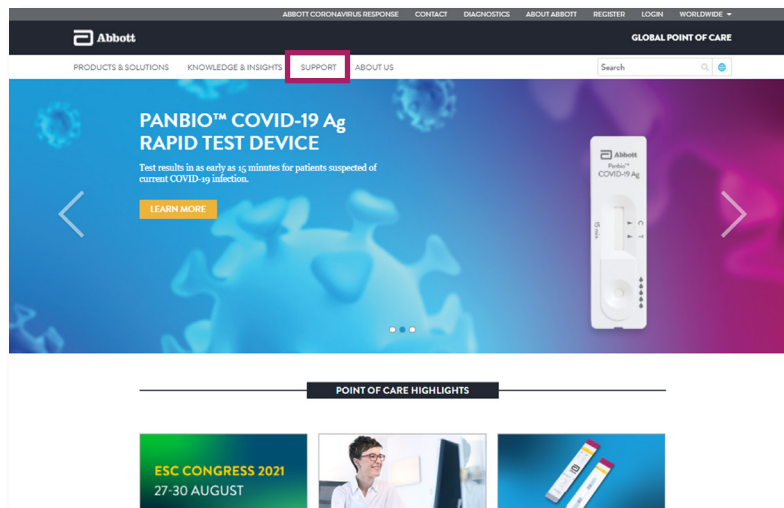 ABBOTT CORONAVIRUS RESPONSE CONTACT DIAGNOSTICS ABOUT ABBOTT REGISTER LOGIN WORLDWIDE
Abbott
GLOBAL POINT OF CARE
PRODUCTS & SOLUTIONS KNOWLEDGE & INSIGHTS SUPPORT ABOUT US
Search
PANBIO™ COVID-19 Ag
RAPID TEST DEVICE
Test results in as early as 15 minutes for patients suspected of
current COVID-19 infection.
LEARN MORE
Abbott
Panbio™
COVID-19 Ag
15 min
C
T
POINT OF CARE HIGHLIGHTS
ESC CONGRESS 2021
27-30 AUGUST